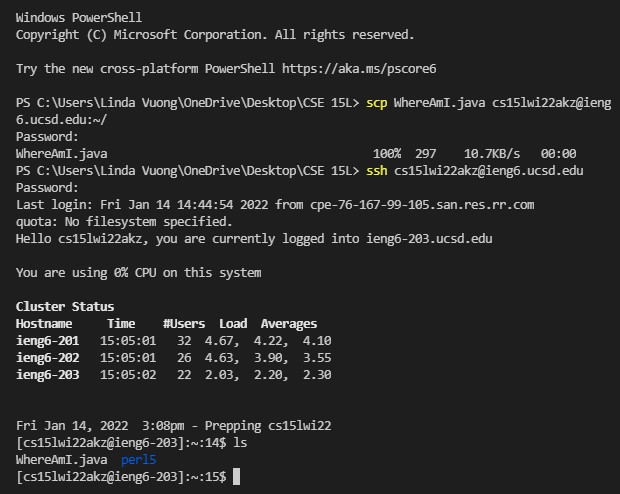 Windows PowerShell
Copyright (C) Microsoft Corporation. All rights reserved.
Try the new cross-platform PowerShell https://aka.ms/pscore6
PS C:\Users\Linda Vuong\OneDrive\Desktop\CSE 15L> scp WhereAmI.java cs15lwi22akz@ieng
6.ucsd.edu:~/
Password:
WhereAmI.java 100% 297 10.7KB/s 00:00
PS C:\Users\Linda Vuong\OneDrive\Desktop\CSE 15L> ssh cs15lwi22akz@ieng6.ucsd.edu
Password:
Last login: Fri Jan 14 14:44:54 2022 from cpe-76-167-99-105.san.res.rr.com
quota: No filesystem specified.
Hello cs15lwi22akz, you are currently logged into ieng6-203.ucsd.edu
You are using 0% CPU on this system
Cluster Status
Hostname Time #Users Load Averages
ieng6-201 15:05:01 32 4.67, 4.22, 4.10
ieng6-202 15:05:01 26 4.63, 3.90, 3.55
ieng6-203 15:05:02 22 2.03, 2.20, 2.30
Fri Jan 14, 2022 3:08pm - Prepping cs15lwi22
[cs15lwi22akz@ieng6-203]:~:14$ ls
WhereAmI.java perl5
[cs15lwi22akz@ieng6-203]:~:15$